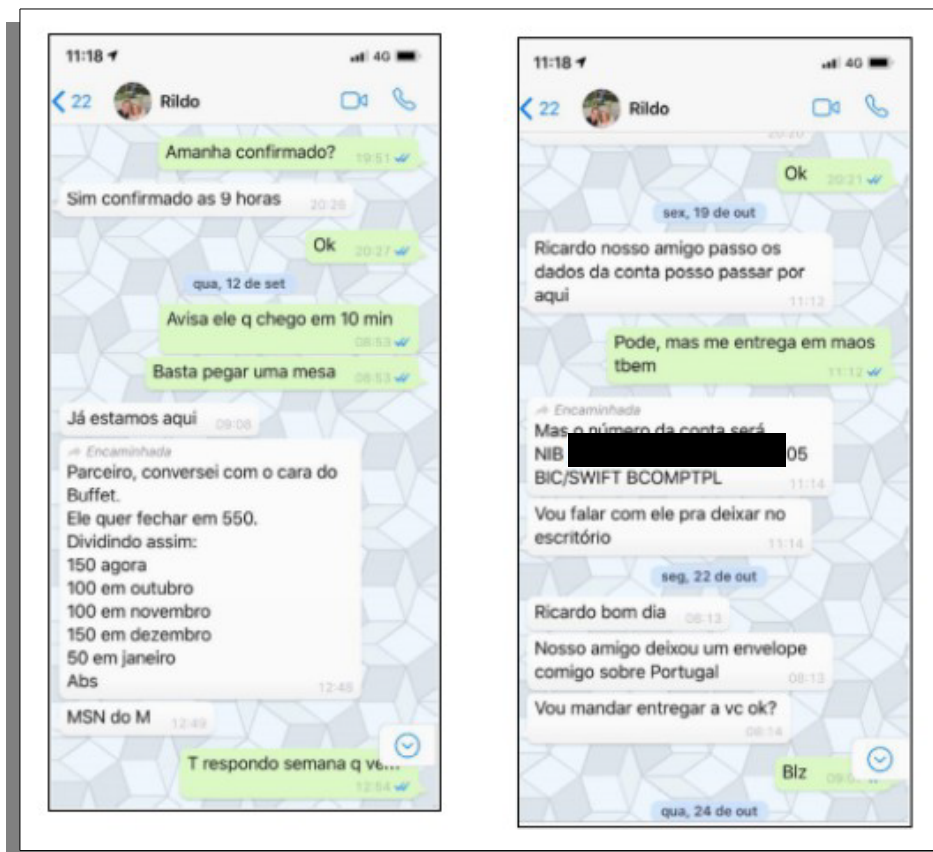 11:18
4G
22
Rildo
Amanha confirmado? 19:51
Sim confirmado as 9 horas 20:26
Ok 20:27
qua, 12 de set
Avisa ele q chego em 10 min
08:53
Basta pegar uma mesa 08:53
Já estamos aqui 09:06
Encaminhada
Parceiro, conversei com o cara do
Buffet.
Ele quer fechar em 550.
Dividindo assim:
150 agora
100 em outubro
100 em novembro
150 em dezembro
50 em janeiro
Abs
12:48
MSN do M 12:49
T respondo semana q
12:54
11:18
4G
22
Rildo
20:20
Ok 20:21
sex, 19 de out
Ricardo nosso amigo passo os
dados da conta posso passar por
aqui
11:12
Pode, mas me entrega em maos
tbem
11:12
Encaminhada
Mas o número da conta será
NIB 05
BIC/SWIFT BCOMPTPL
11:14
Vou falar com ele pra deixar no
escritório
11:14
seg, 22 de out
Ricardo bom dia 08:13
Nosso amigo deixou um envelope
comigo sobre Portugal
08:13
Vou mandar entregar a vc ok?
08:14
Blz
qua, 24 de out